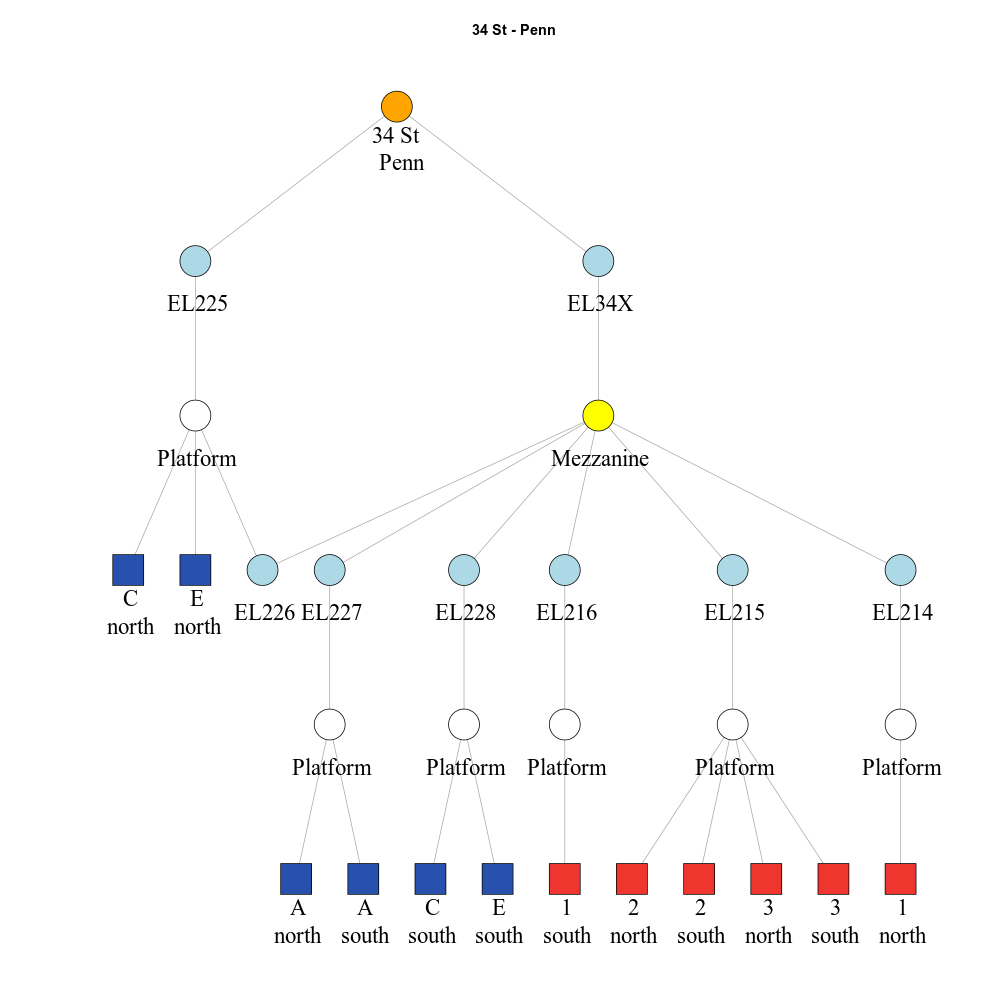 34 St - Penn
34 St
Penn
EL225
EL34X
Platform
Mezzanine
C
north
E
north
EL226
EL227
EL228
EL216
EL215
EL214
Platform
Platform
Platform
Platform
Platform
A
north
A
south
C
south
E
south
1
south
2
north
2
south
3
north
3
south
1
north